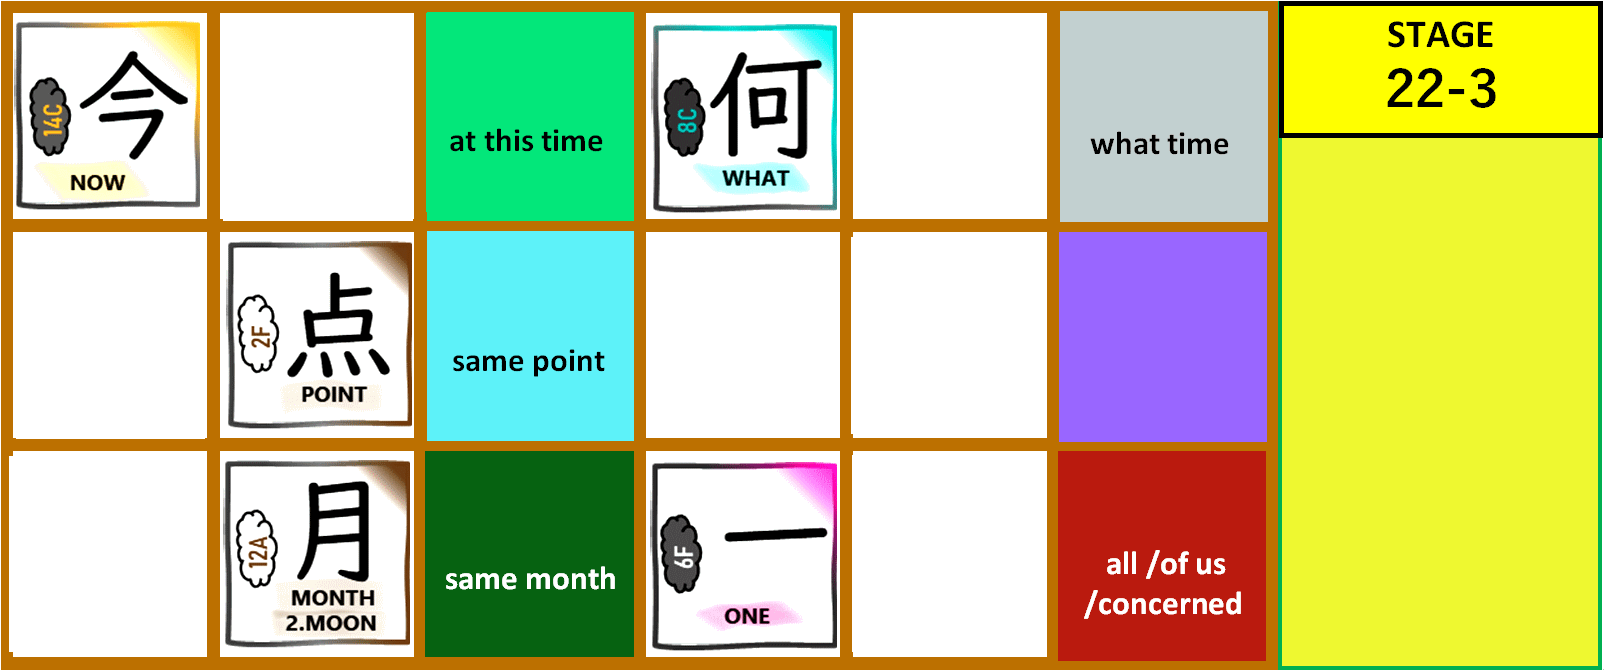 今
14C
NOW
at this time
何
8C
WHAT
what time
STAGE
22-3
点
2F
POINT
same point
月
12A
MONTH
2.MOON
same month
一
6F
ONE
all /of us
/concerned